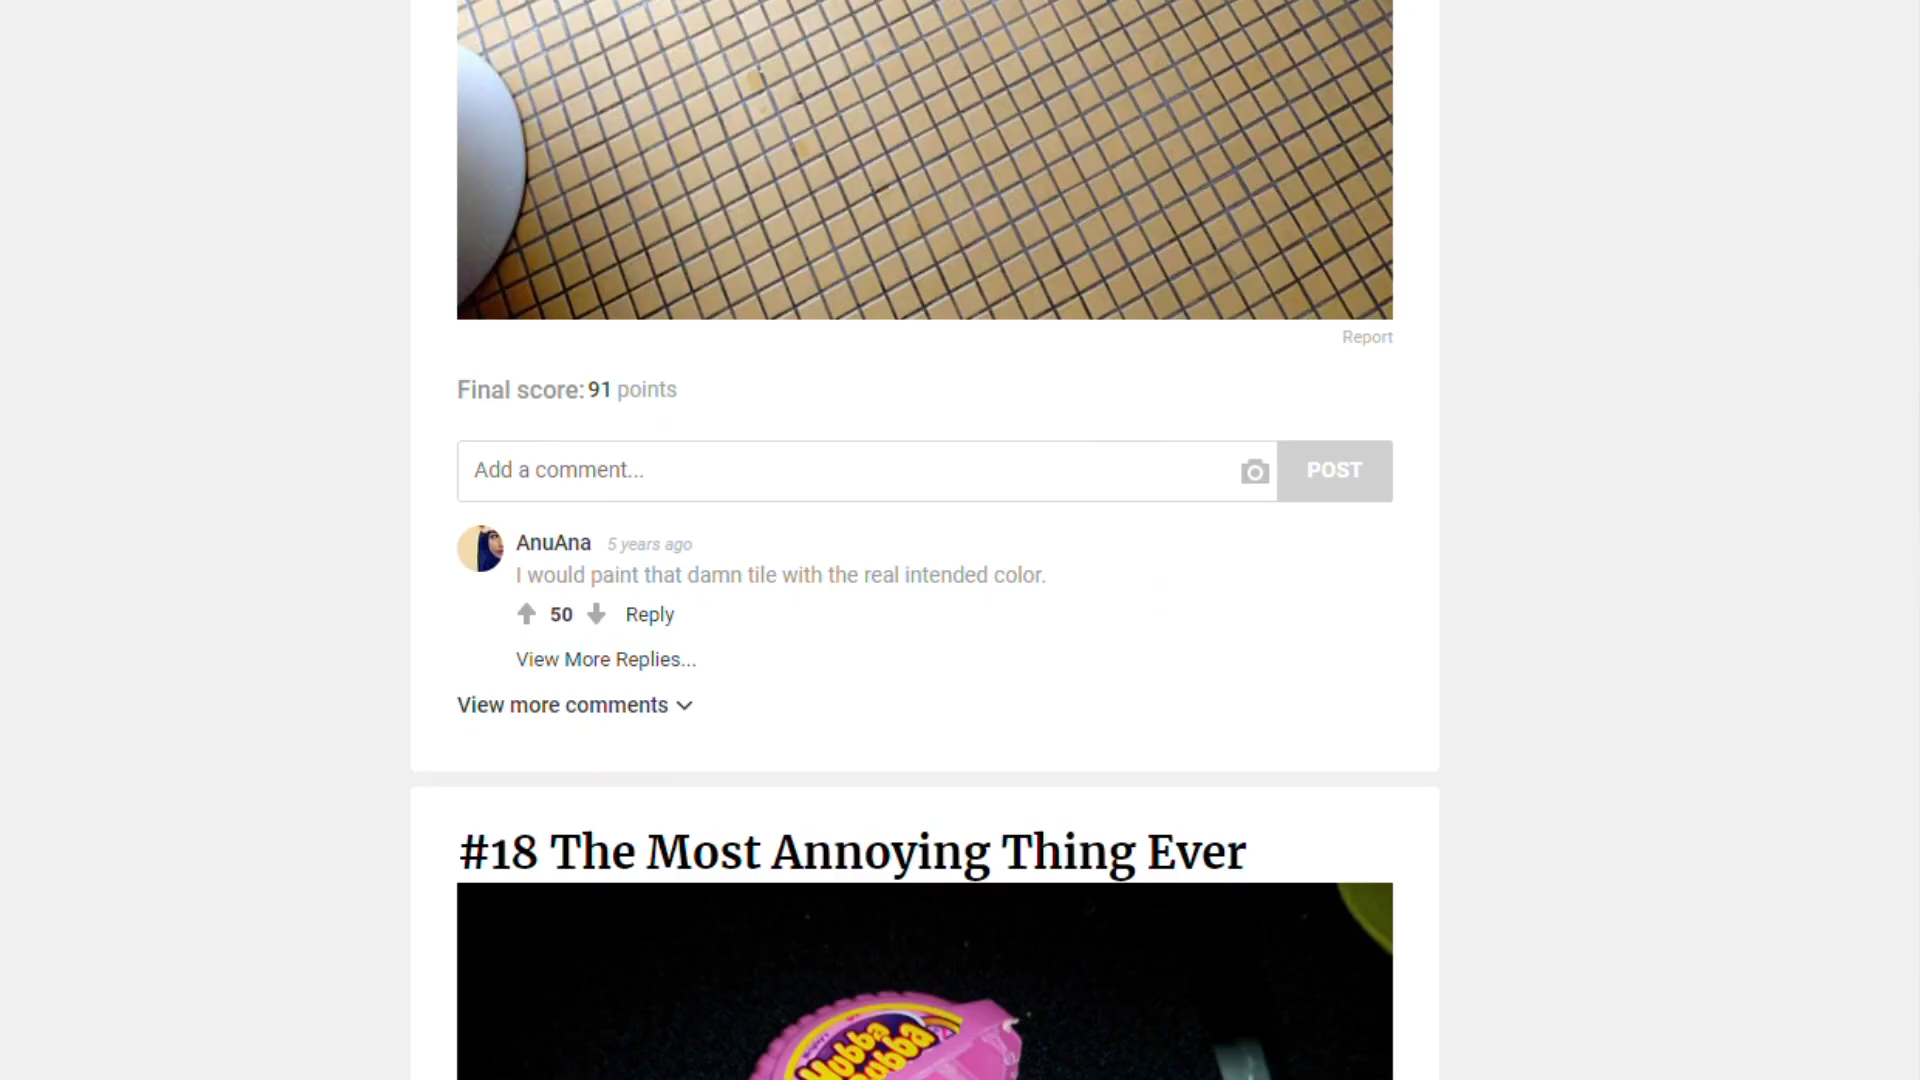 Report
Final score: 91 points
Add a comment...
POST
AnuAna 5 years ago
I would paint that damn tile with the real intended color.
50 Reply
View More Replies...
View more comments
#18 The Most Annoying Thing Ever
Hubba
Bubba